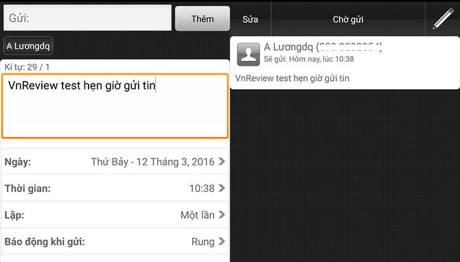 Gửi:
Thêm
A Lươngdq
Kí tự: 29 / 1
VnReview test hẹn giờ gửi tin
Ngày: Thứ Bảy - 12 Tháng 3, 2016
Thời gian: 10:38
Lặp: Một lần
Báo động khi gửi: Rung
Sửa
Chờ gửi
A Lươngdq
Sẽ gửi: Hôm nay, lúc 10:38
VnReview test hẹn giờ gửi tin